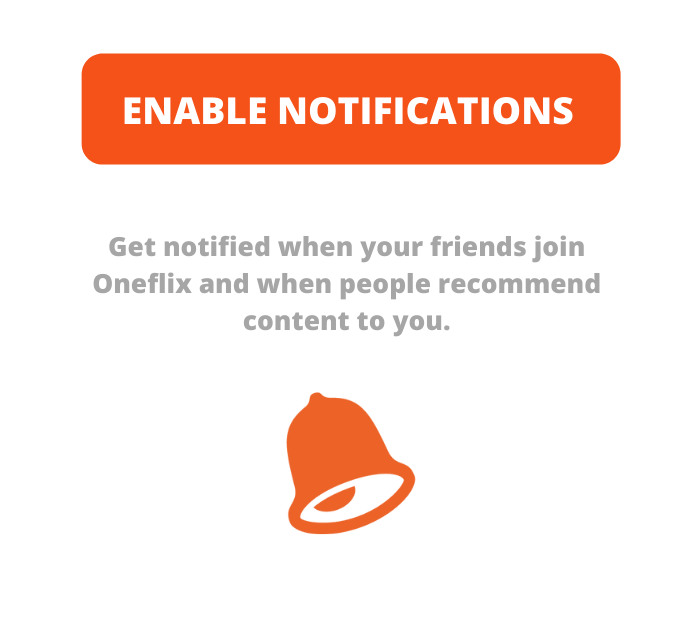 ENABLE NOTIFICATIONS
Get notified when your friends join
Oneflix and when people recommend
content to you.